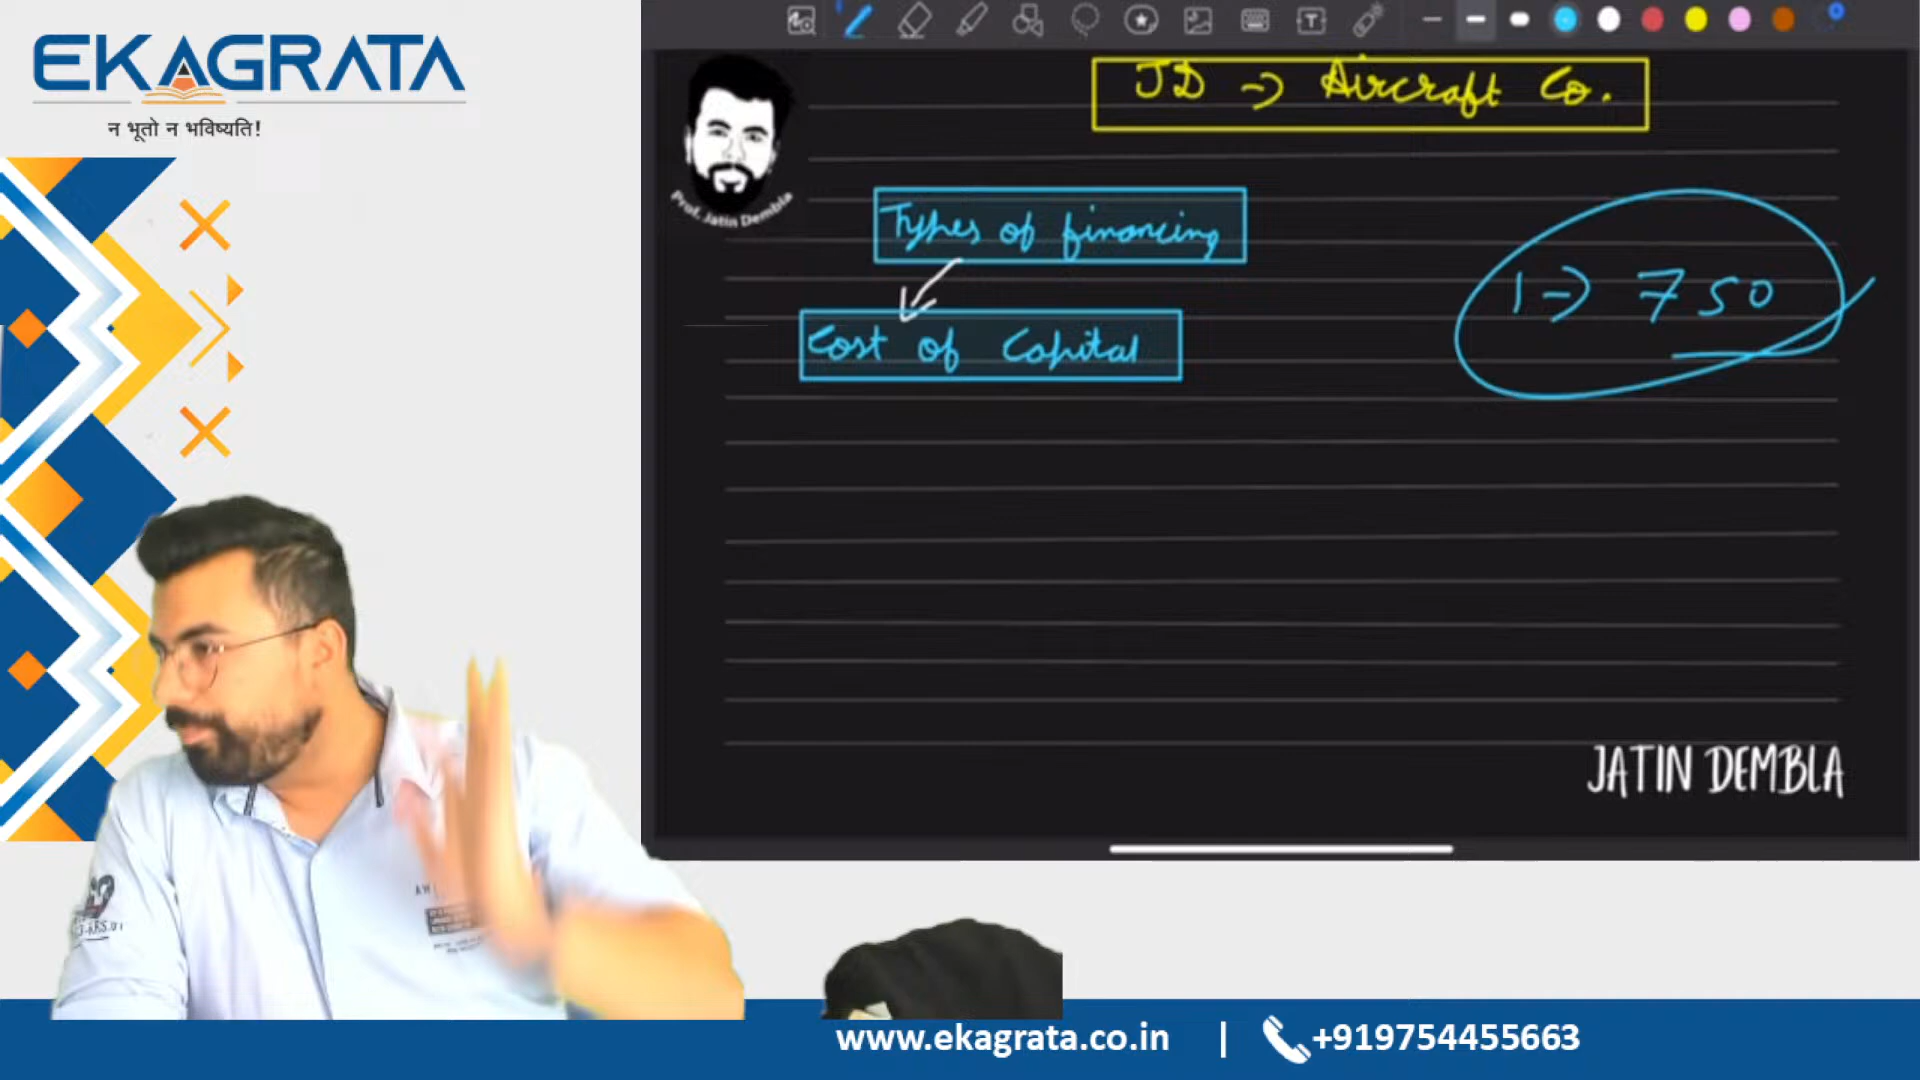 EKAGRATA
न भूतो न भविष्यति!
JD → Aircraft Co.
Prof. Jatin Dembla
Types of financing
1 → 750
Cost of Capital
JATIN DEMBLA
www.ekagrata.co.in | +919754455663